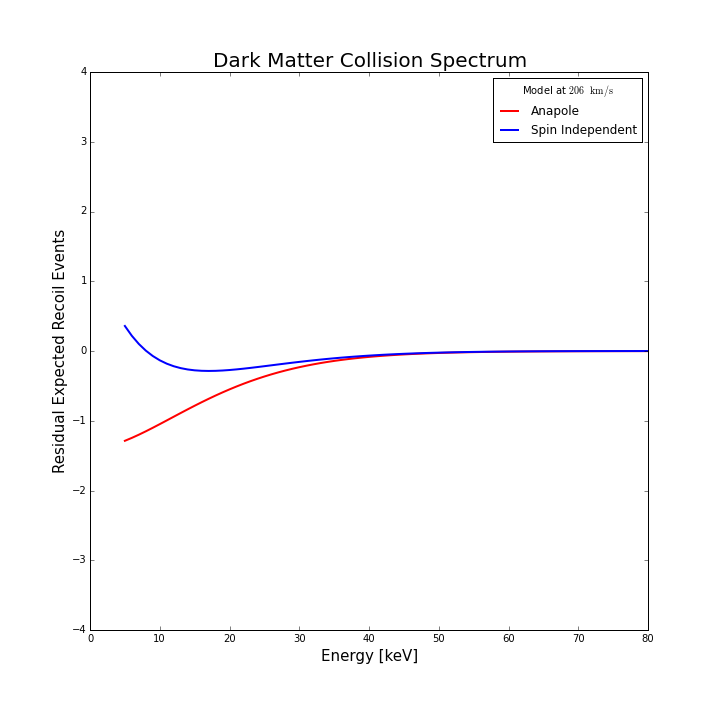 Dark Matter Collision Spectrum
Model at 206 km/s
Anapole
Spin Independent
4
3
2
1
0
−1
−2
−3
−4
Residual Expected Recoil Events
0 10 20 30 40 50 60 70 80
Energy [keV]